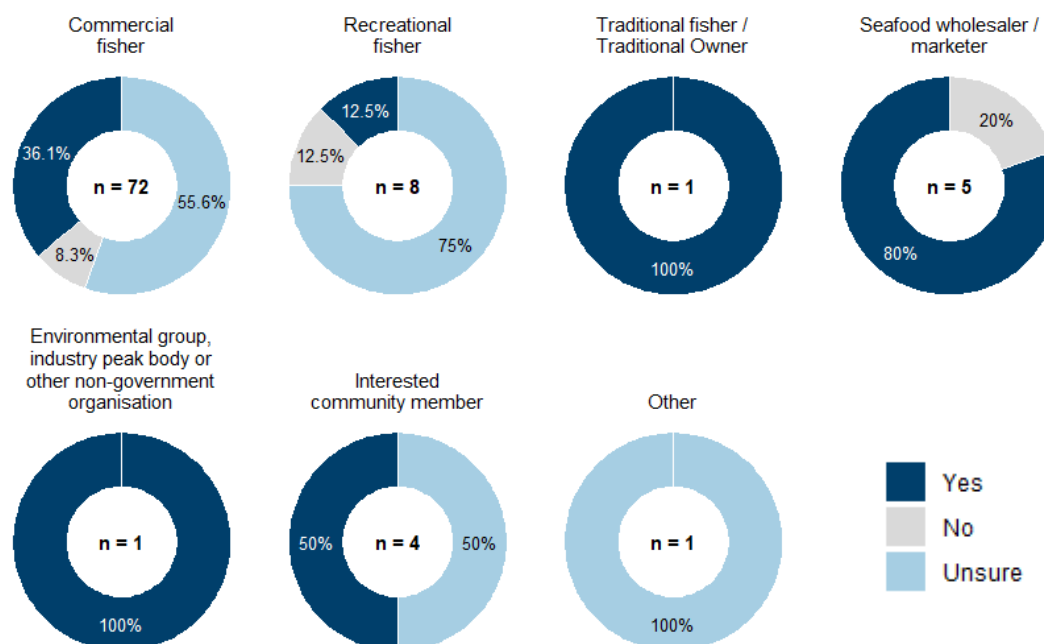 Commercial
fisher
Recreational
fisher
Traditional fisher /
Traditional Owner
Seafood wholesaler /
marketer
36.1%
n = 72
55.6%
8.3%
12.5%
12.5%
n = 8
75%
n = 1
100%
20%
n = 5
80%
Environmental group,
industry peak body or
other non-government
organisation
Interested
community member
Other
n = 1
100%
50%
n = 4
50%
n = 1
100%
Yes
No
Unsure